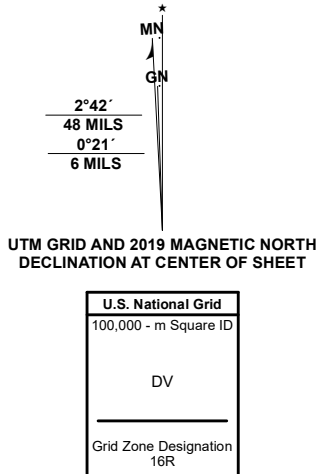 ★
MN
GN
2°42´
48 MILS
0°21´
6 MILS
UTM GRID AND 2019 MAGNETIC NORTH
DECLINATION AT CENTER OF SHEET
U.S. National Grid
100,000 - m Square ID
DV
Grid Zone Designation
16R